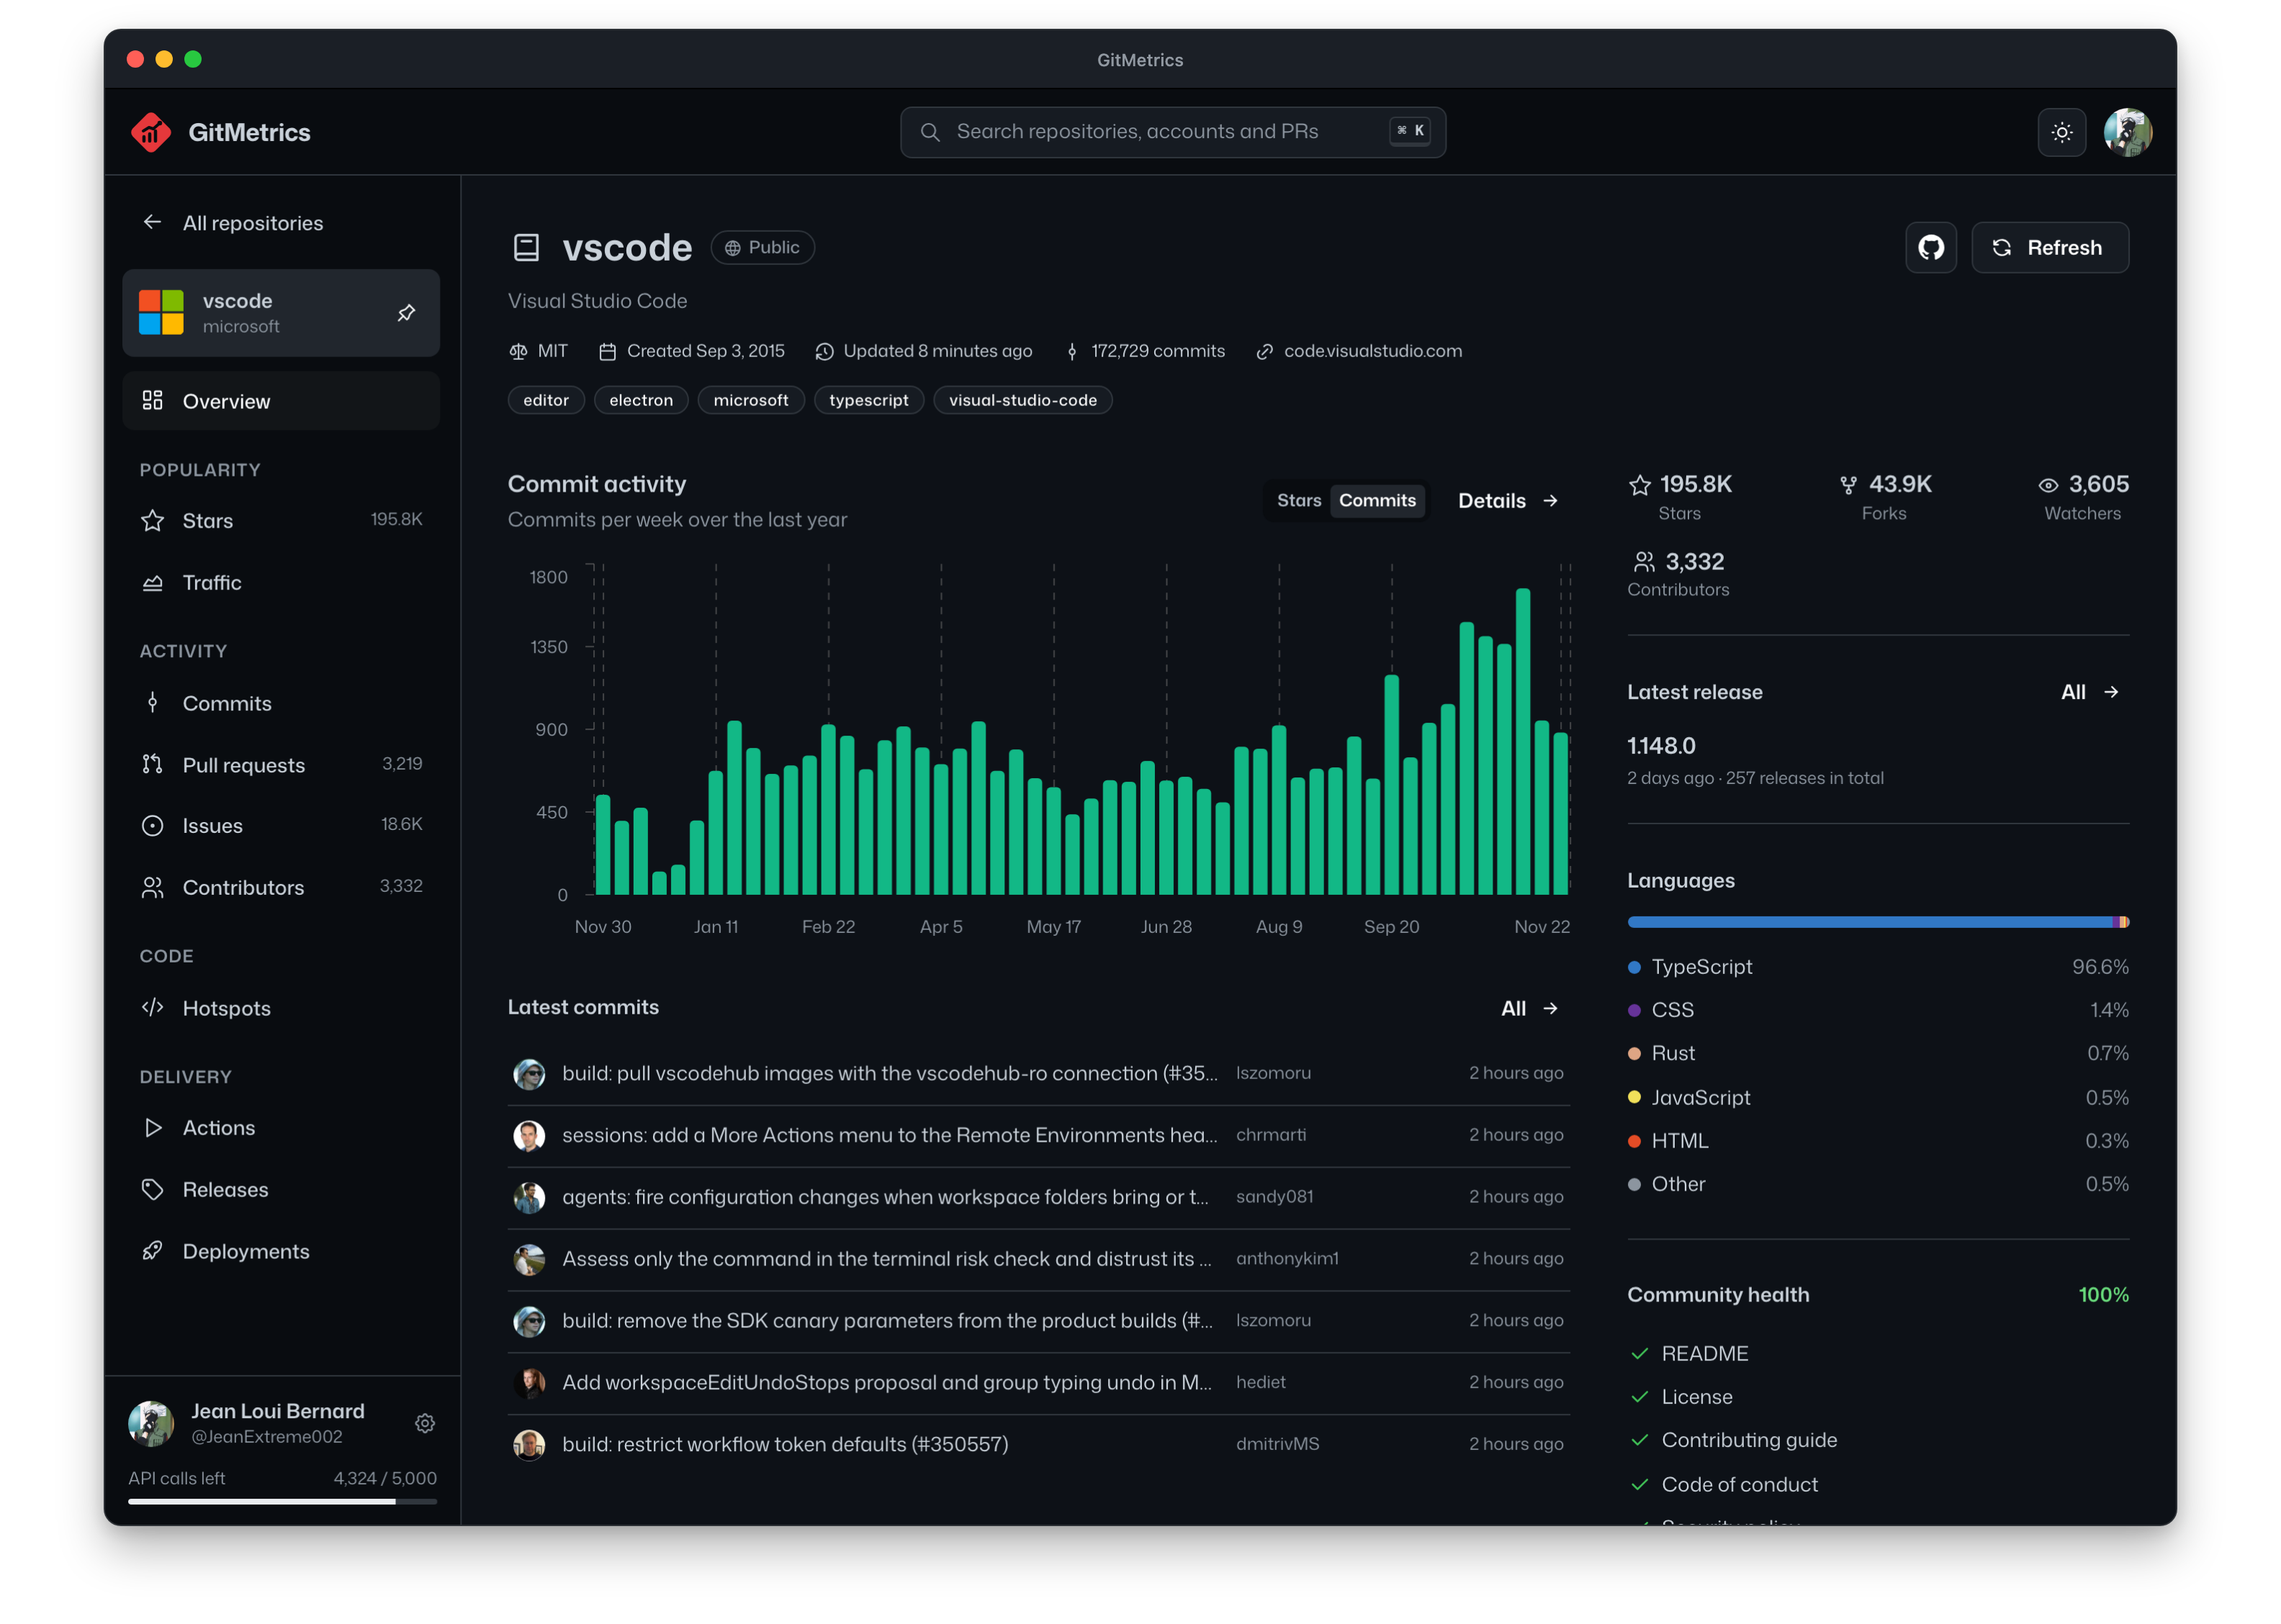 GitMetrics
GitMetrics
Search repositories, accounts and PRs
⌘ K
All repositories
vscode
microsoft
Overview
POPULARITY
Stars 195.8K
Traffic
ACTIVITY
Commits
Pull requests 3,219
Issues 18.6K
Contributors 3,332
CODE
Hotspots
DELIVERY
Actions
Releases
Deployments
Jean Loui Bernard
@JeanExtreme002
API calls left 4,324 / 5,000
vscode Public
Refresh
Visual Studio Code
MIT Created Sep 3, 2015 Updated 8 minutes ago 172,729 commits code.visualstudio.com
editor electron microsoft typescript visual-studio-code
Commit activity
Commits per week over the last year
Stars Commits Details
1800
1350
900
450
0
Nov 30 Jan 11 Feb 22 Apr 5 May 17 Jun 28 Aug 9 Sep 20 Nov 22
Latest commits All
build: pull vscodehub images with the vscodehub-ro connection (#35... lszomoru 2 hours ago
sessions: add a More Actions menu to the Remote Environments hea... chrmarti 2 hours ago
agents: fire configuration changes when workspace folders bring or t... sandy081 2 hours ago
Assess only the command in the terminal risk check and distrust its ... anthonykim1 2 hours ago
build: remove the SDK canary parameters from the product builds (#... lszomoru 2 hours ago
Add workspaceEditUndoStops proposal and group typing undo in M... hediet 2 hours ago
build: restrict workflow token defaults (#350557) dmitrivMS 2 hours ago
195.8K 43.9K 3,605
Stars Forks Watchers
3,332
Contributors
Latest release All
1.148.0
2 days ago · 257 releases in total
Languages
TypeScript 96.6%
CSS 1.4%
Rust 0.7%
JavaScript 0.5%
HTML 0.3%
Other 0.5%
Community health 100%
README
License
Contributing guide
Code of conduct
Security policy